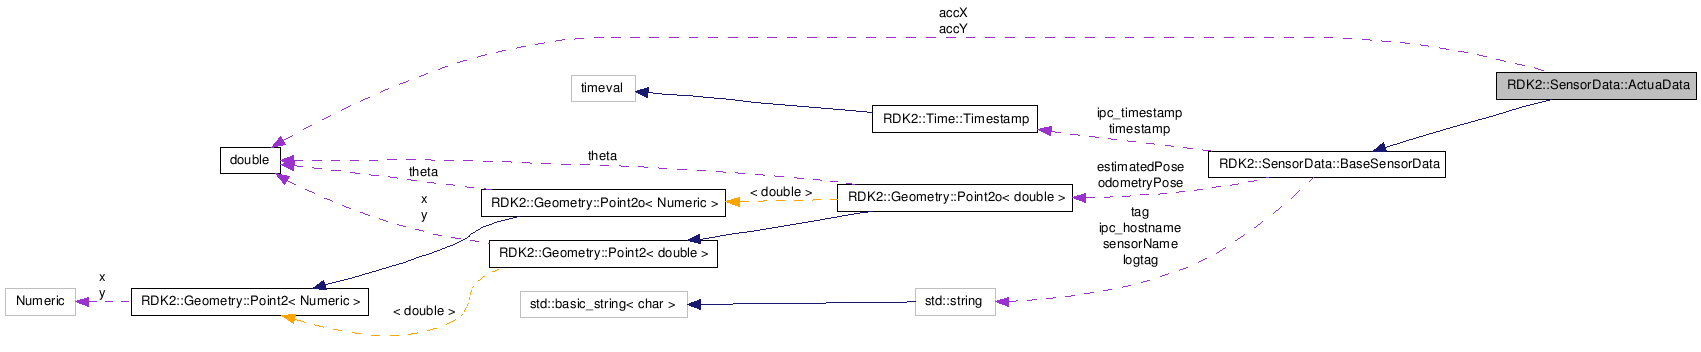 accX
accY
timeval
RDK2::SensorData::ActuaData
RDK2::Time::Timestamp
ipc_timestamp
timestamp
double
theta
RDK2::SensorData::BaseSensorData
theta
estimatedPose
odometryPose
x
y
RDK2::Geometry::Point2o< Numeric >
< double >
RDK2::Geometry::Point2o< double >
tag
ipc_hostname
sensorName
logtag
RDK2::Geometry::Point2< double >
x
y
Numeric
RDK2::Geometry::Point2< Numeric >
< double >
std::basic_string< char >
std::string